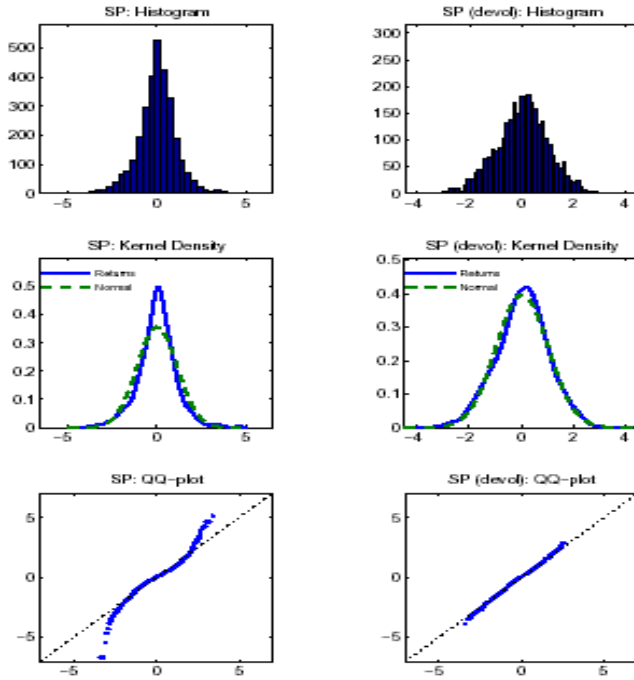 SP: Histogram
500
400
300
200
100
0
−5 0 5
SP (devol): Histogram
300
250
200
150
100
50
0
−4 −2 0 2 4
SP: Kernel Density
Returns
Normal
0.5
0.4
0.3
0.2
0.1
0
−5 0 5
SP (devol): Kernel Density
0.5
Returns
Normal
0.4
0.3
0.2
0.1
0
−4 −2 0 2 4
SP: QQ−plot
5
0
−5
−5 0 5
SP (devol): QQ−plot
5
0
−5
−5 0 5